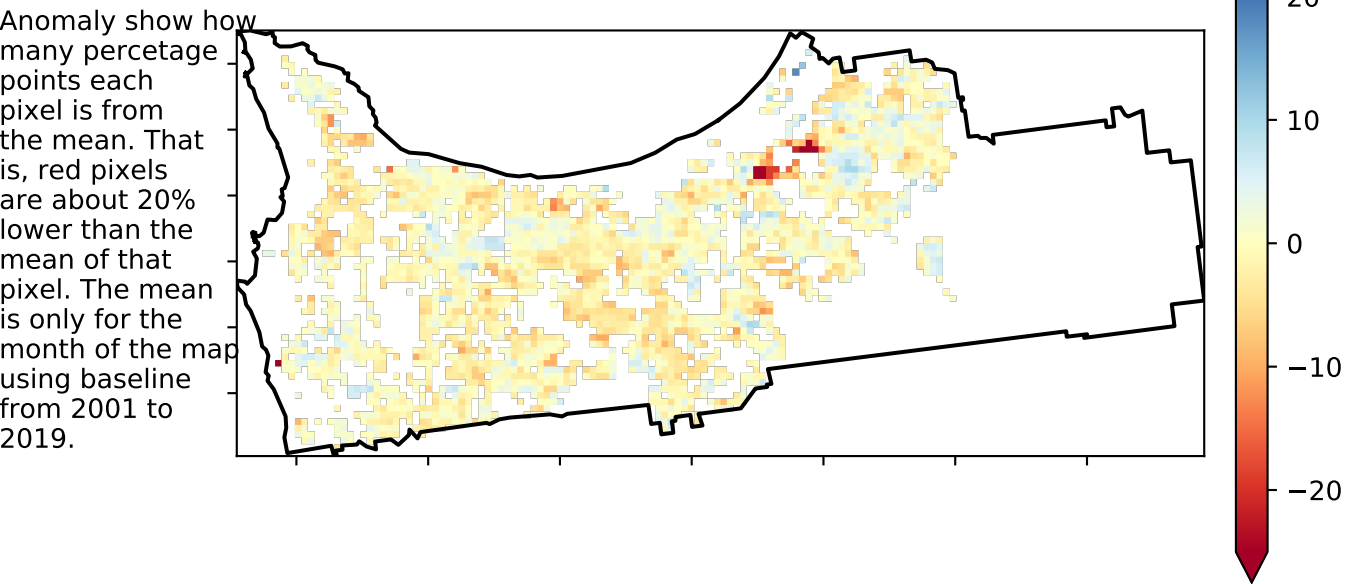 Anomaly show how
many percetage
points each
pixel is from
the mean. That
is, red pixels
are about 20%
lower than the
mean of that
pixel. The mean
is only for the
month of the map
using baseline
from 2001 to
2019.
20
10
0
−10
−20